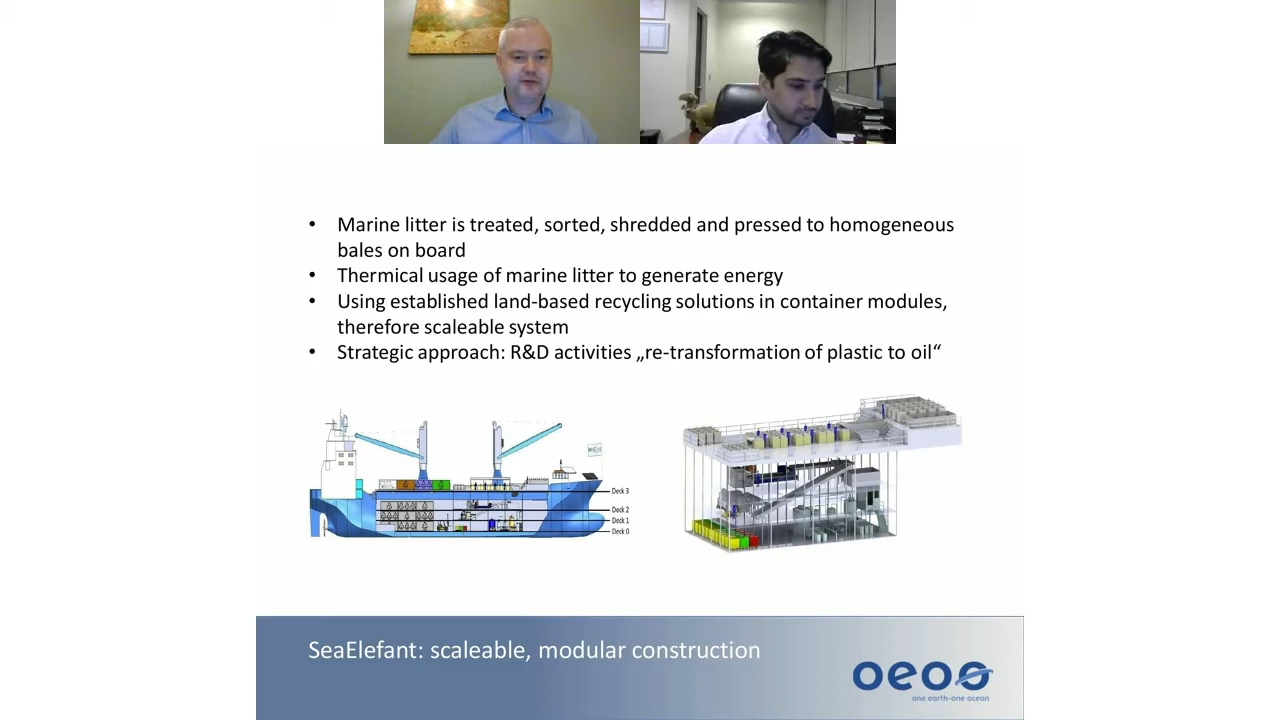 • Marine litter is treated, sorted, shredded and pressed to homogeneous
bales on board
• Thermical usage of marine litter to generate energy
• Using established land-based recycling solutions in container modules,
therefore scaleable system
• Strategic approach: R&D activities „re-transformation of plastic to oil“
Deck 3
Deck 2
Deck 1
Deck 0
SeaElefant: scaleable, modular construction
oeoo
one earth-one ocean